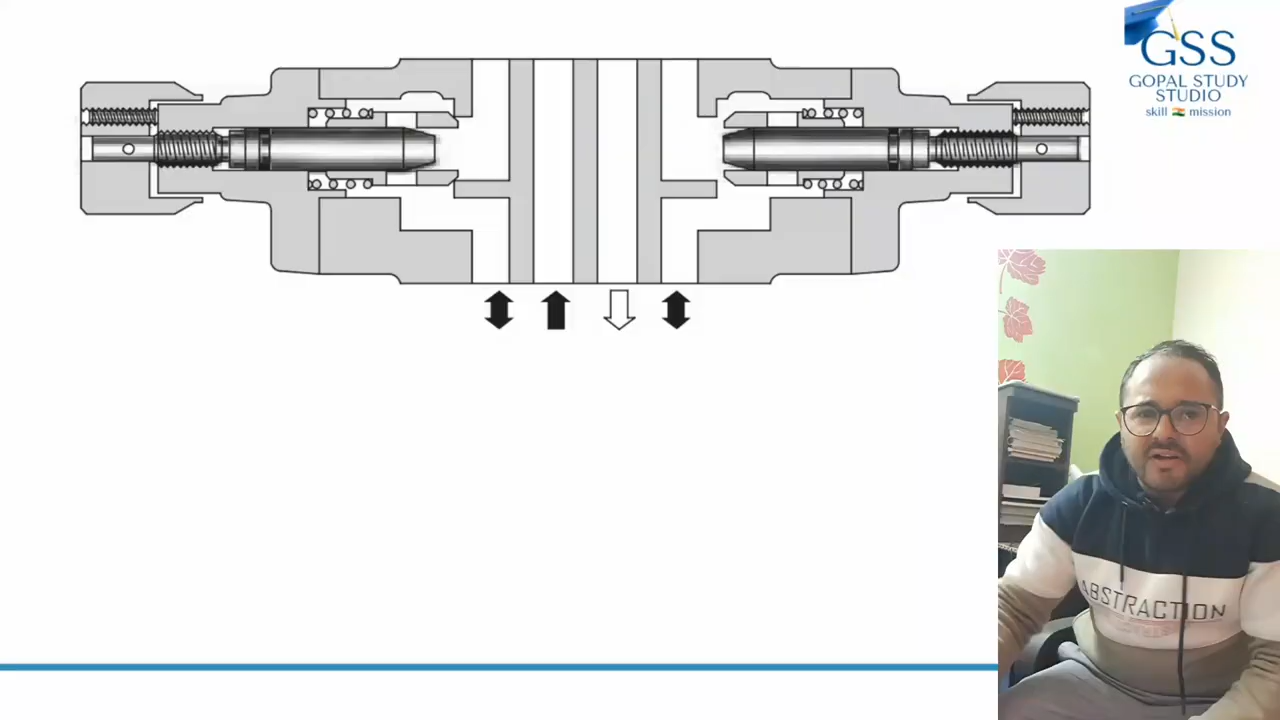 GSS
GOPAL STUDY
STUDIO
skill 🇮🇳 mission
ABSTRACTION